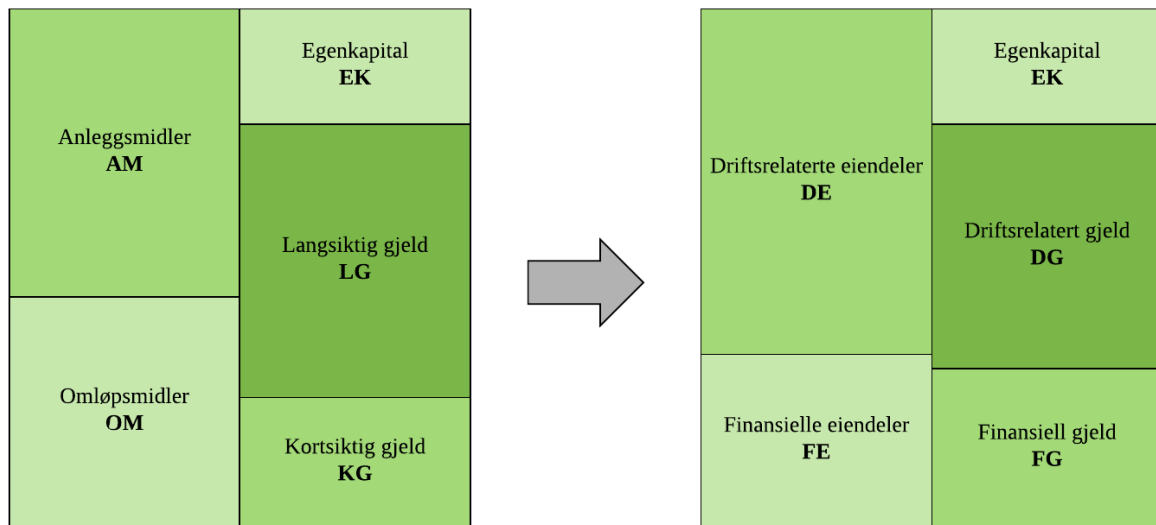 Anleggsmidler
AM
Omløpsmidler
OM
Egenkapital
EK
Langsiktig gjeld
LG
Kortsiktig gjeld
KG
Driftsrelaterte eiendeler
DE
Finansielle eiendeler
FE
Egenkapital
EK
Driftsrelatert gjeld
DG
Finansiell gjeld
FG